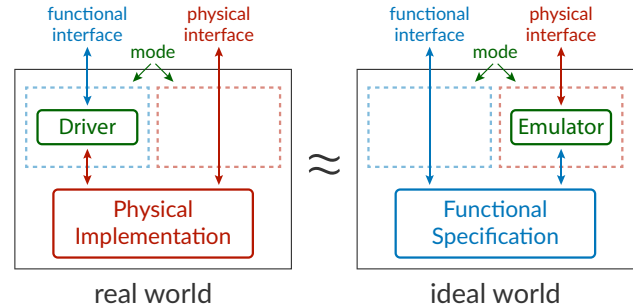 functional
interface
physical
interface
mode
Driver
Physical
Implementation
real world
≈
functional
interface
physical
interface
mode
Emulator
Functional
Specification
ideal world